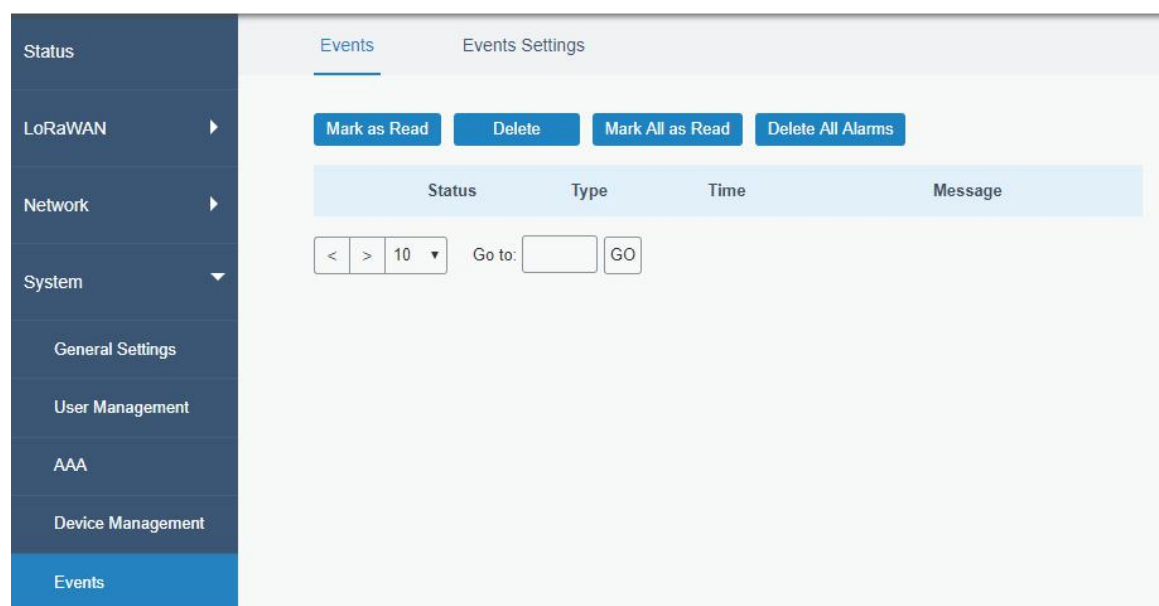 Status
LoRaWAN
Network
System
General Settings
User Management
AAA
Device Management
Events
Events Events Settings
Mark as Read Delete Mark All as Read Delete All Alarms
Status Type Time Message
< > 10 Go to: GO